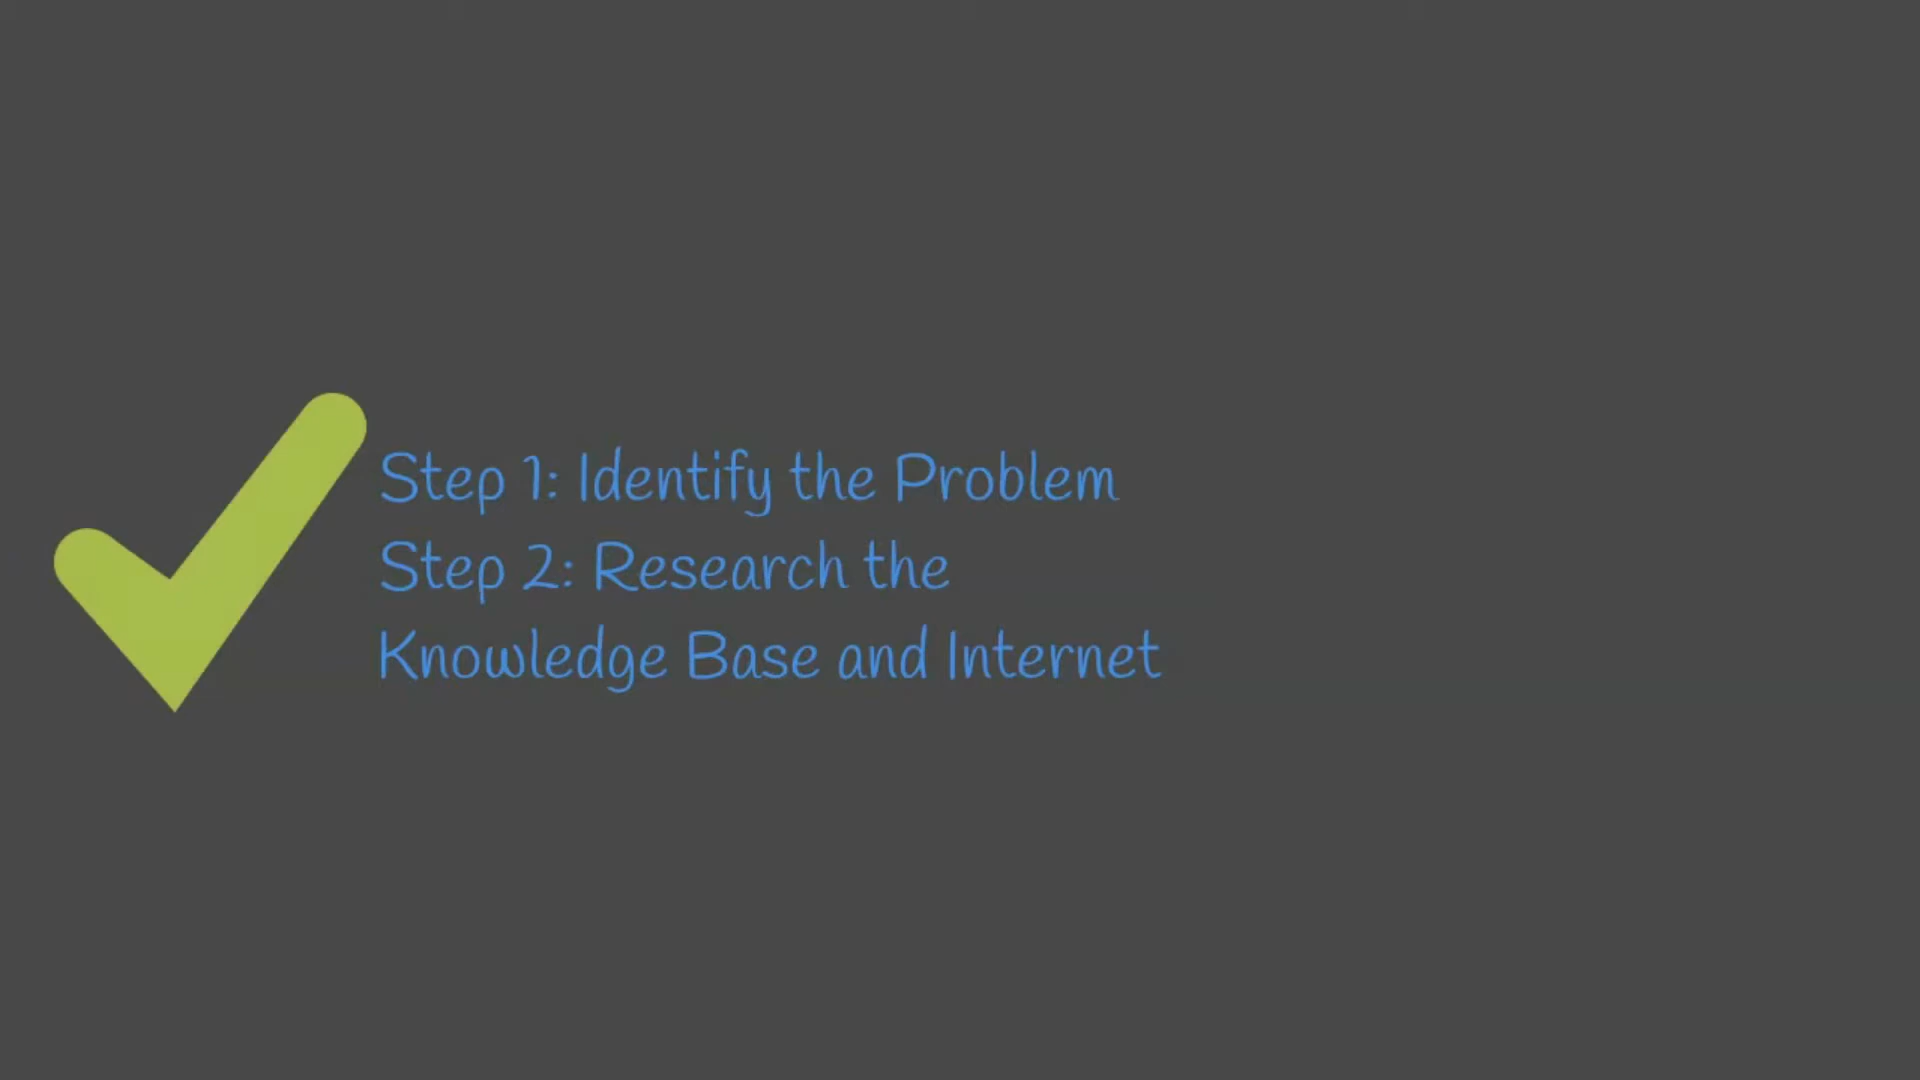 Step 1: Identify the Problem
Step 2: Research the
Knowledge Base and Internet